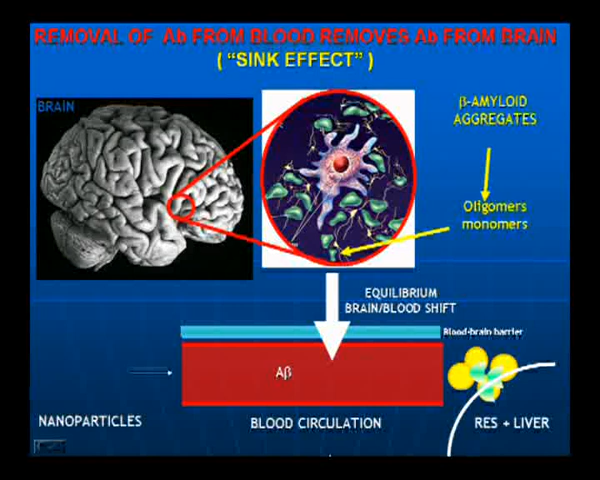 REMOVAL OF Ab FROM BLOOD REMOVES Ab FROM BRAIN
( “SINK EFFECT” )
BRAIN
β-AMYLOID
AGGREGATES
Oligomers
monomers
EQUILIBRIUM
BRAIN/BLOOD SHIFT
Blood-brain barrier
Aβ
NANOPARTICLES
BLOOD CIRCULATION
RES + LIVER